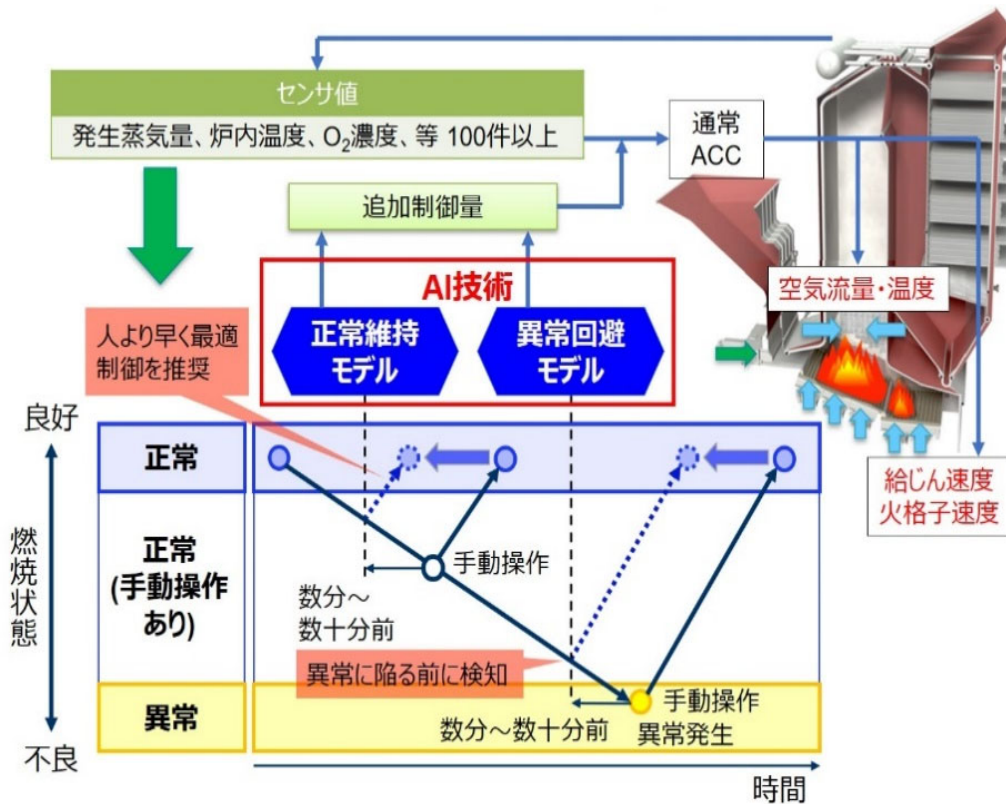 センサ値
発生蒸気量、炉内温度、O₂濃度、等 100件以上
通常
ACC
追加制御量
AI技術
正常維持
モデル
異常回避
モデル
空気流量・温度
人より早く最適
制御を推奨
良好
正常
給じん速度
火格子速度
燃焼状態
正常
(手動操作
あり)
手動操作
数分～
数十分前
異常に陥る前に検知
異常
手動操作
数分～数十分前
異常発生
不良
時間